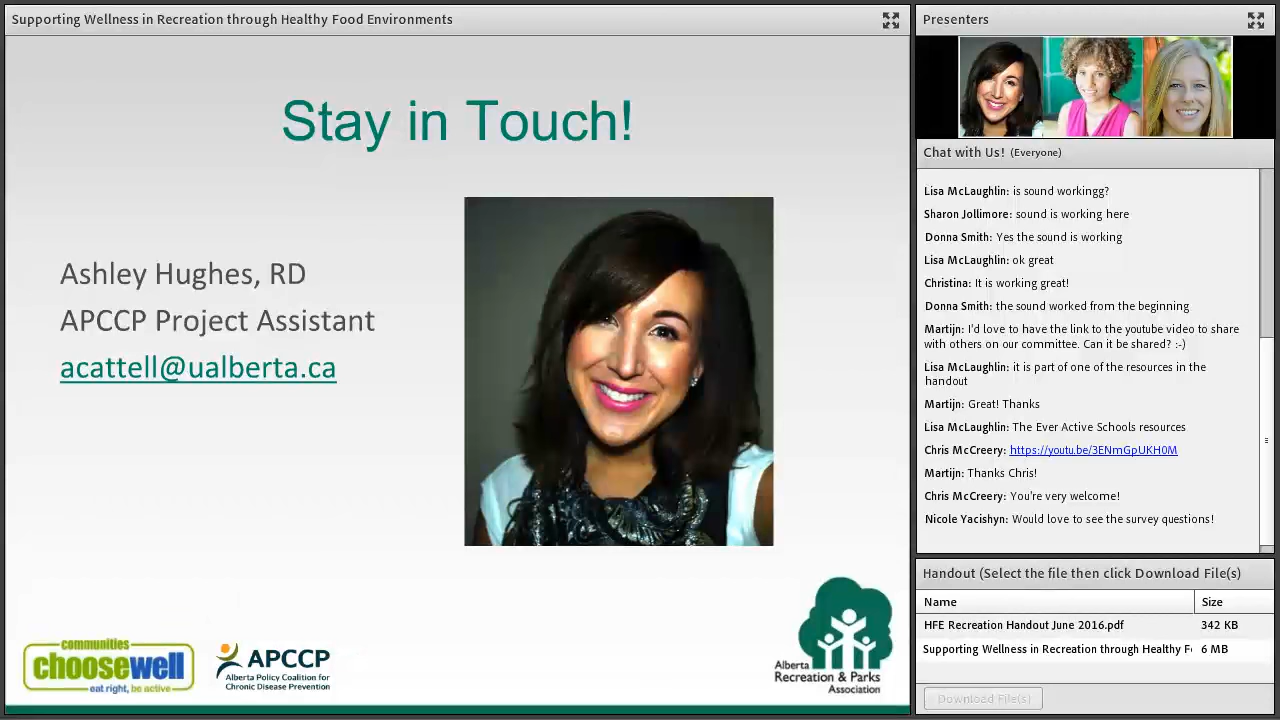 Supporting Wellness in Recreation through Healthy Food Environments
Stay in Touch!
Ashley Hughes, RD
APCCP Project Assistant
acattell@ualberta.ca
communities
choosewell
eat right, be active
APCCP
Alberta Policy Coalition for
Chronic Disease Prevention
Alberta
Recreation & Parks
Association
Presenters
Chat with Us! (Everyone)
Lisa McLaughlin: is sound workingg?
Sharon Jollimore: sound is working here
Donna Smith: Yes the sound is working
Lisa McLaughlin: ok great
Christina: It is working great!
Donna Smith: the sound worked from the beginning
Martijn: I'd love to have the link to the youtube video to share
with others on our committee. Can it be shared? :-)
Lisa McLaughlin: it is part of one of the resources in the
handout
Martijn: Great! Thanks
Lisa McLaughlin: The Ever Active Schools resources
Chris McCreery: https://youtu.be/3ENmGpUKH0M
Martijn: Thanks Chris!
Chris McCreery: You're very welcome!
Nicole Yacishyn: Would love to see the survey questions!
Handout (Select the file then click Download File(s)
Name Size
HFE Recreation Handout June 2016.pdf 342 KB
Supporting Wellness in Recreation through Healthy F 6 MB
Download File(s)